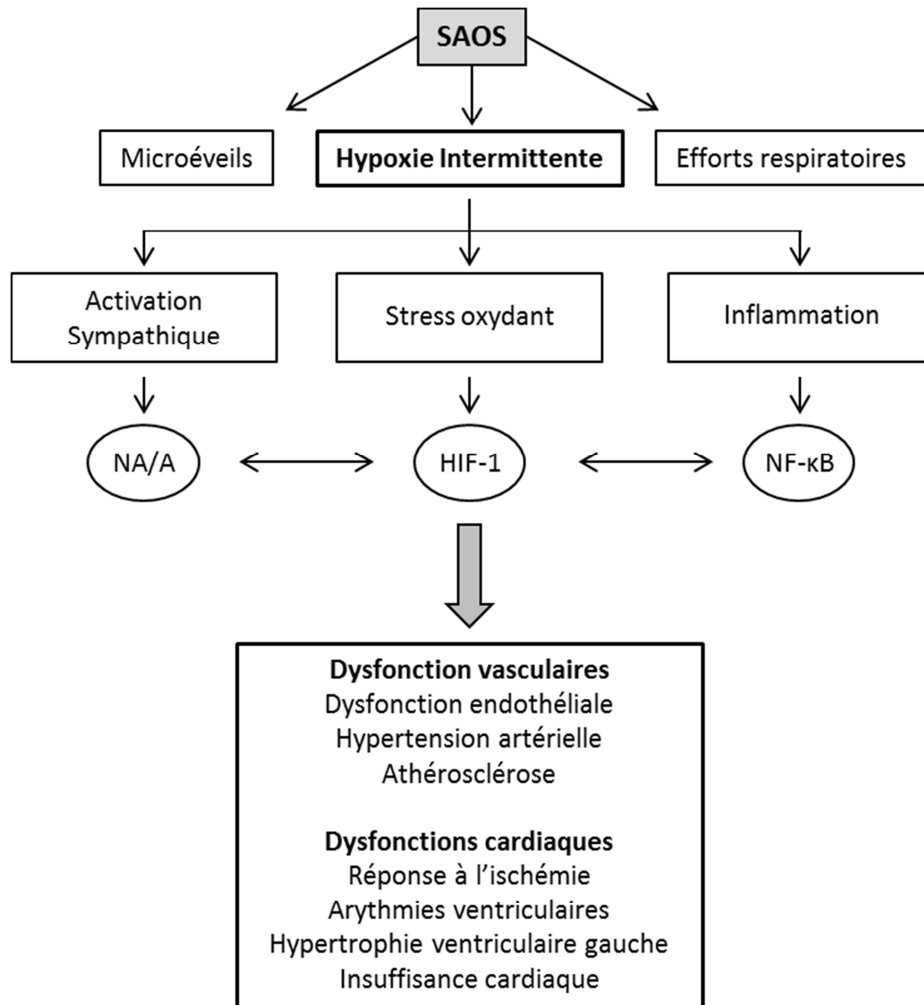 SAOS
Microéveils
Hypoxie Intermittente
Efforts respiratoires
Activation
Sympathique
Stress oxydant
Inflammation
NA/A
HIF-1
NF-κB
Dysfonction vasculaires
Dysfonction endothéliale
Hypertension artérielle
Athérosclérose
Dysfonctions cardiaques
Réponse à l’ischémie
Arythmies ventriculaires
Hypertrophie ventriculaire gauche
Insuffisance cardiaque